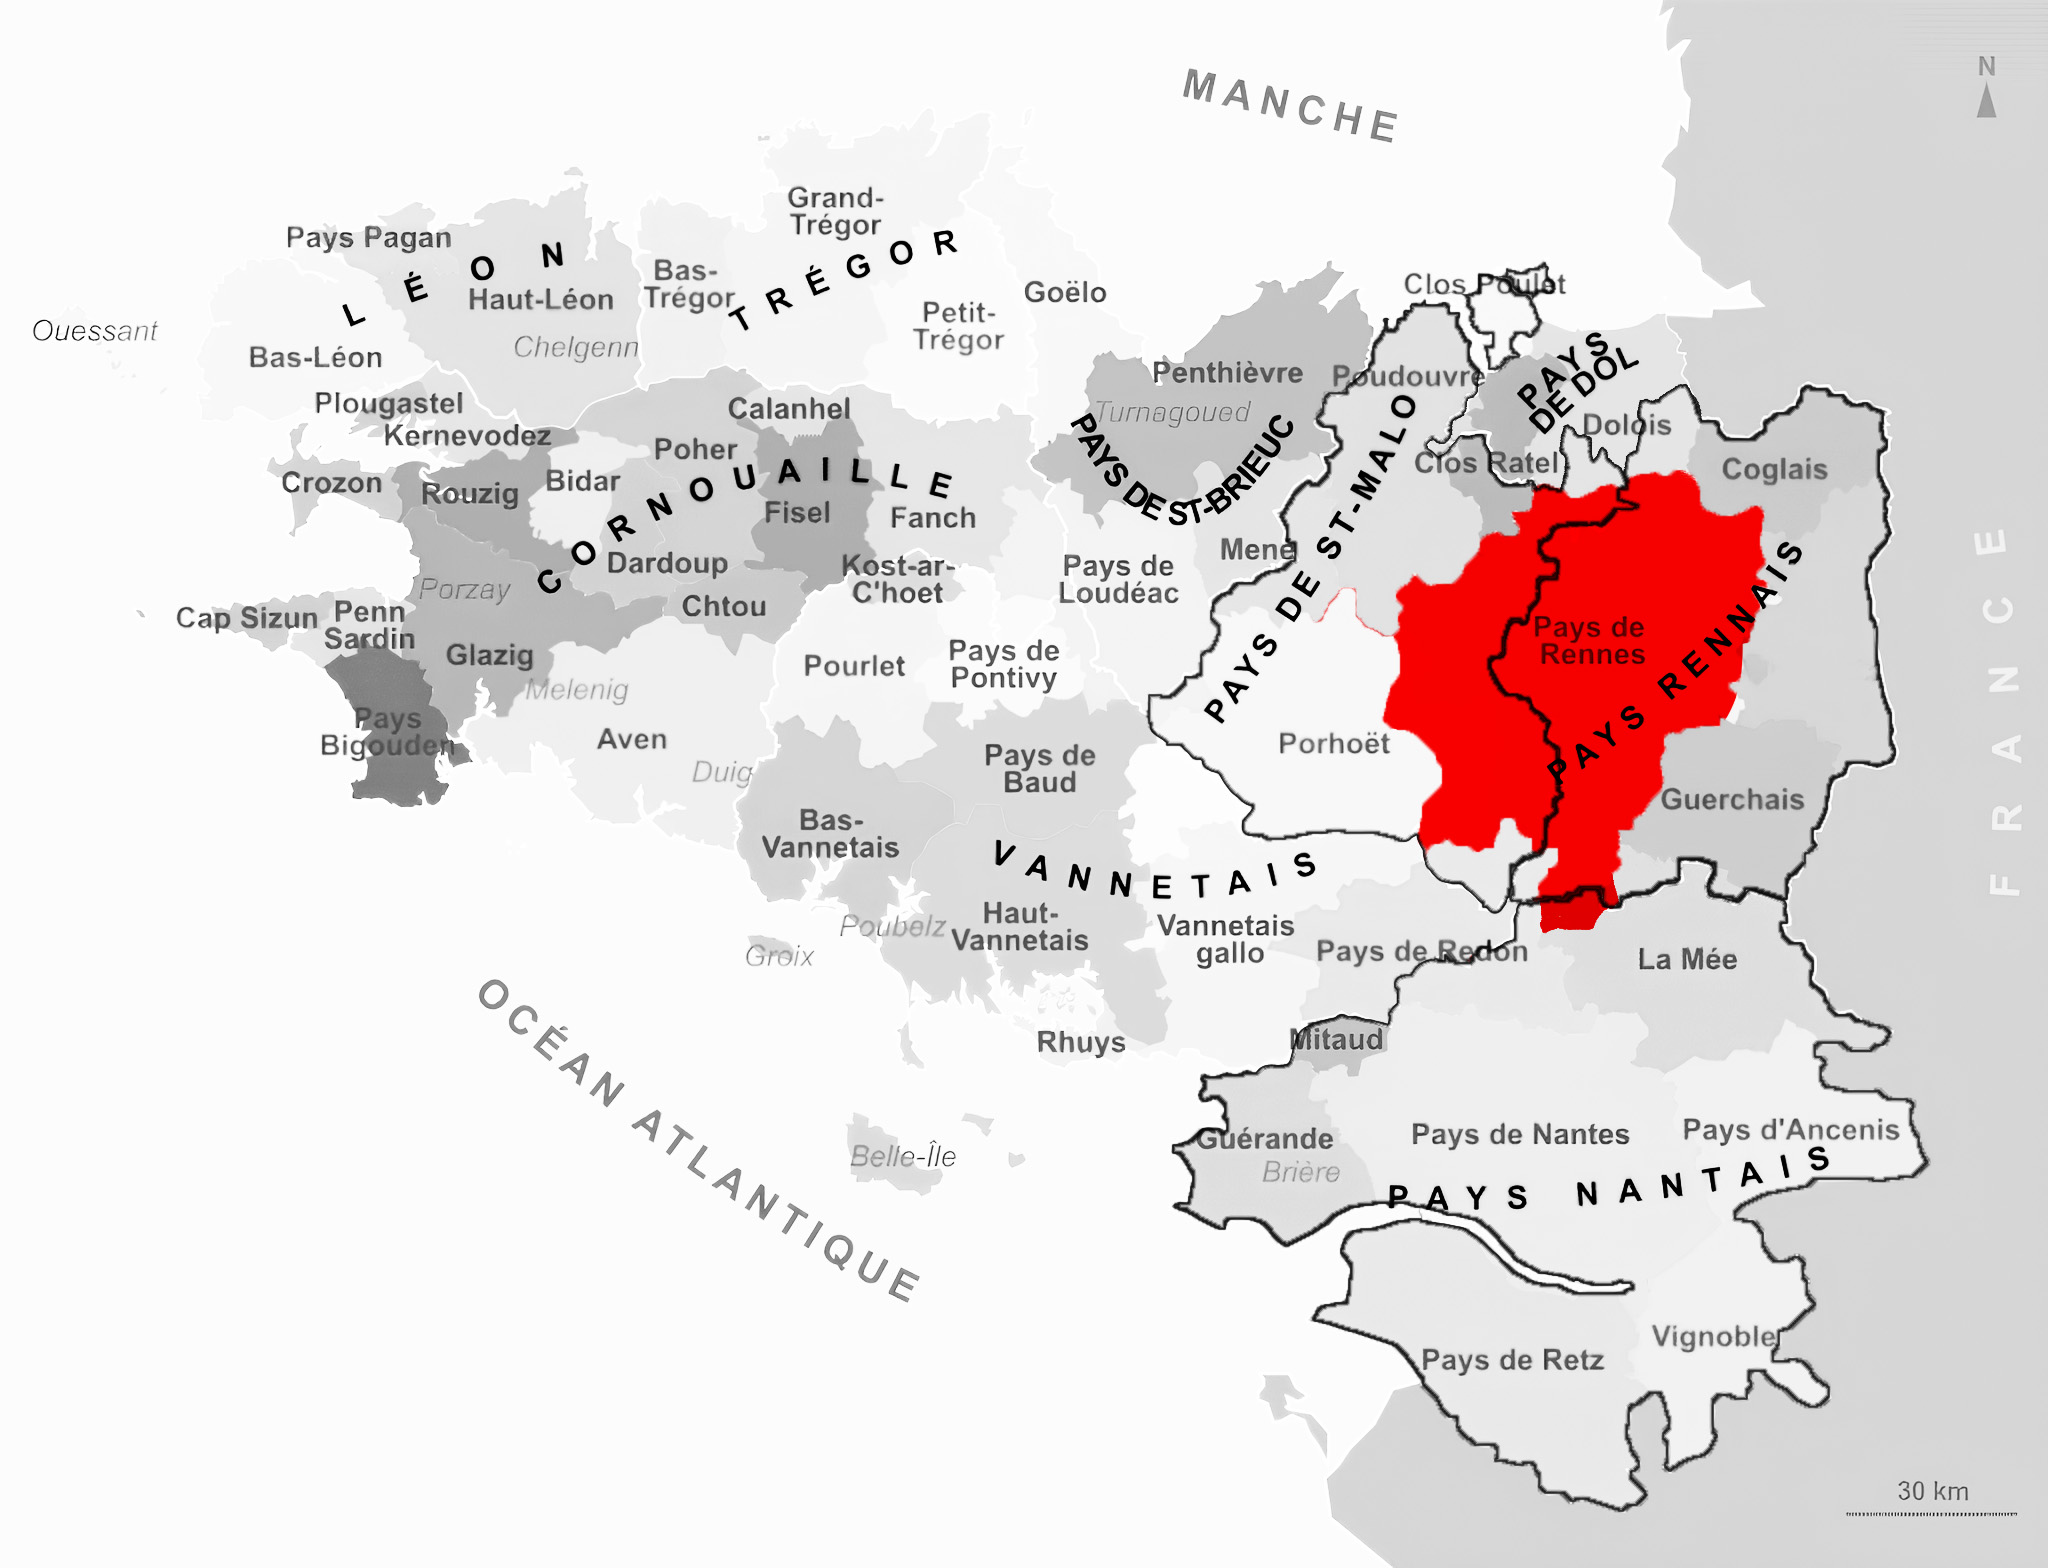 MANCHE
N
Grand-
Trégor
Pays Pagan
LÉON
TRÉGOR
Bas-
Trégor
Haut-Léon
Goëlo
Clos Poulet
Petit-
Trégor
Ouessant
Chelgenn
Bas-Léon
Penthièvre
Poudouvre
PAYS
DE DOL
Plougastel
Calanhel
Turnagoued
Dolois
Kernevodez
Poher
PAYS DE ST-BRIEUC
Clos Ratel
Coglais
Crozon
Rouzig
Bidar
CORNOUAILLE
Fisel
Fanch
PAYS DE ST-MALO
Mené
Dardoup
Kost-ar-
C'hoet
Pays de
Loudéac
Porzay
Chtou
Cap Sizun
Penn
Sardin
Pays de
Rennes
PAYS RENNAIS
FRANCE
Glazig
Melenig
Pourlet
Pays de
Pontivy
Pays
Bigouden
Aven
Duig
Pays de
Baud
Porhoët
Guerchais
Bas-
Vannetais
VANNETAIS
Poubelz
Haut-
Vannetais
Vannetais
gallo
Groix
Pays de Redon
La Mée
OCÉAN ATLANTIQUE
Rhuys
Mitaud
Belle-Île
Guérande
Brière
Pays de Nantes
Pays d'Ancenis
PAYS NANTAIS
Pays de Retz
Vignoble
30 km